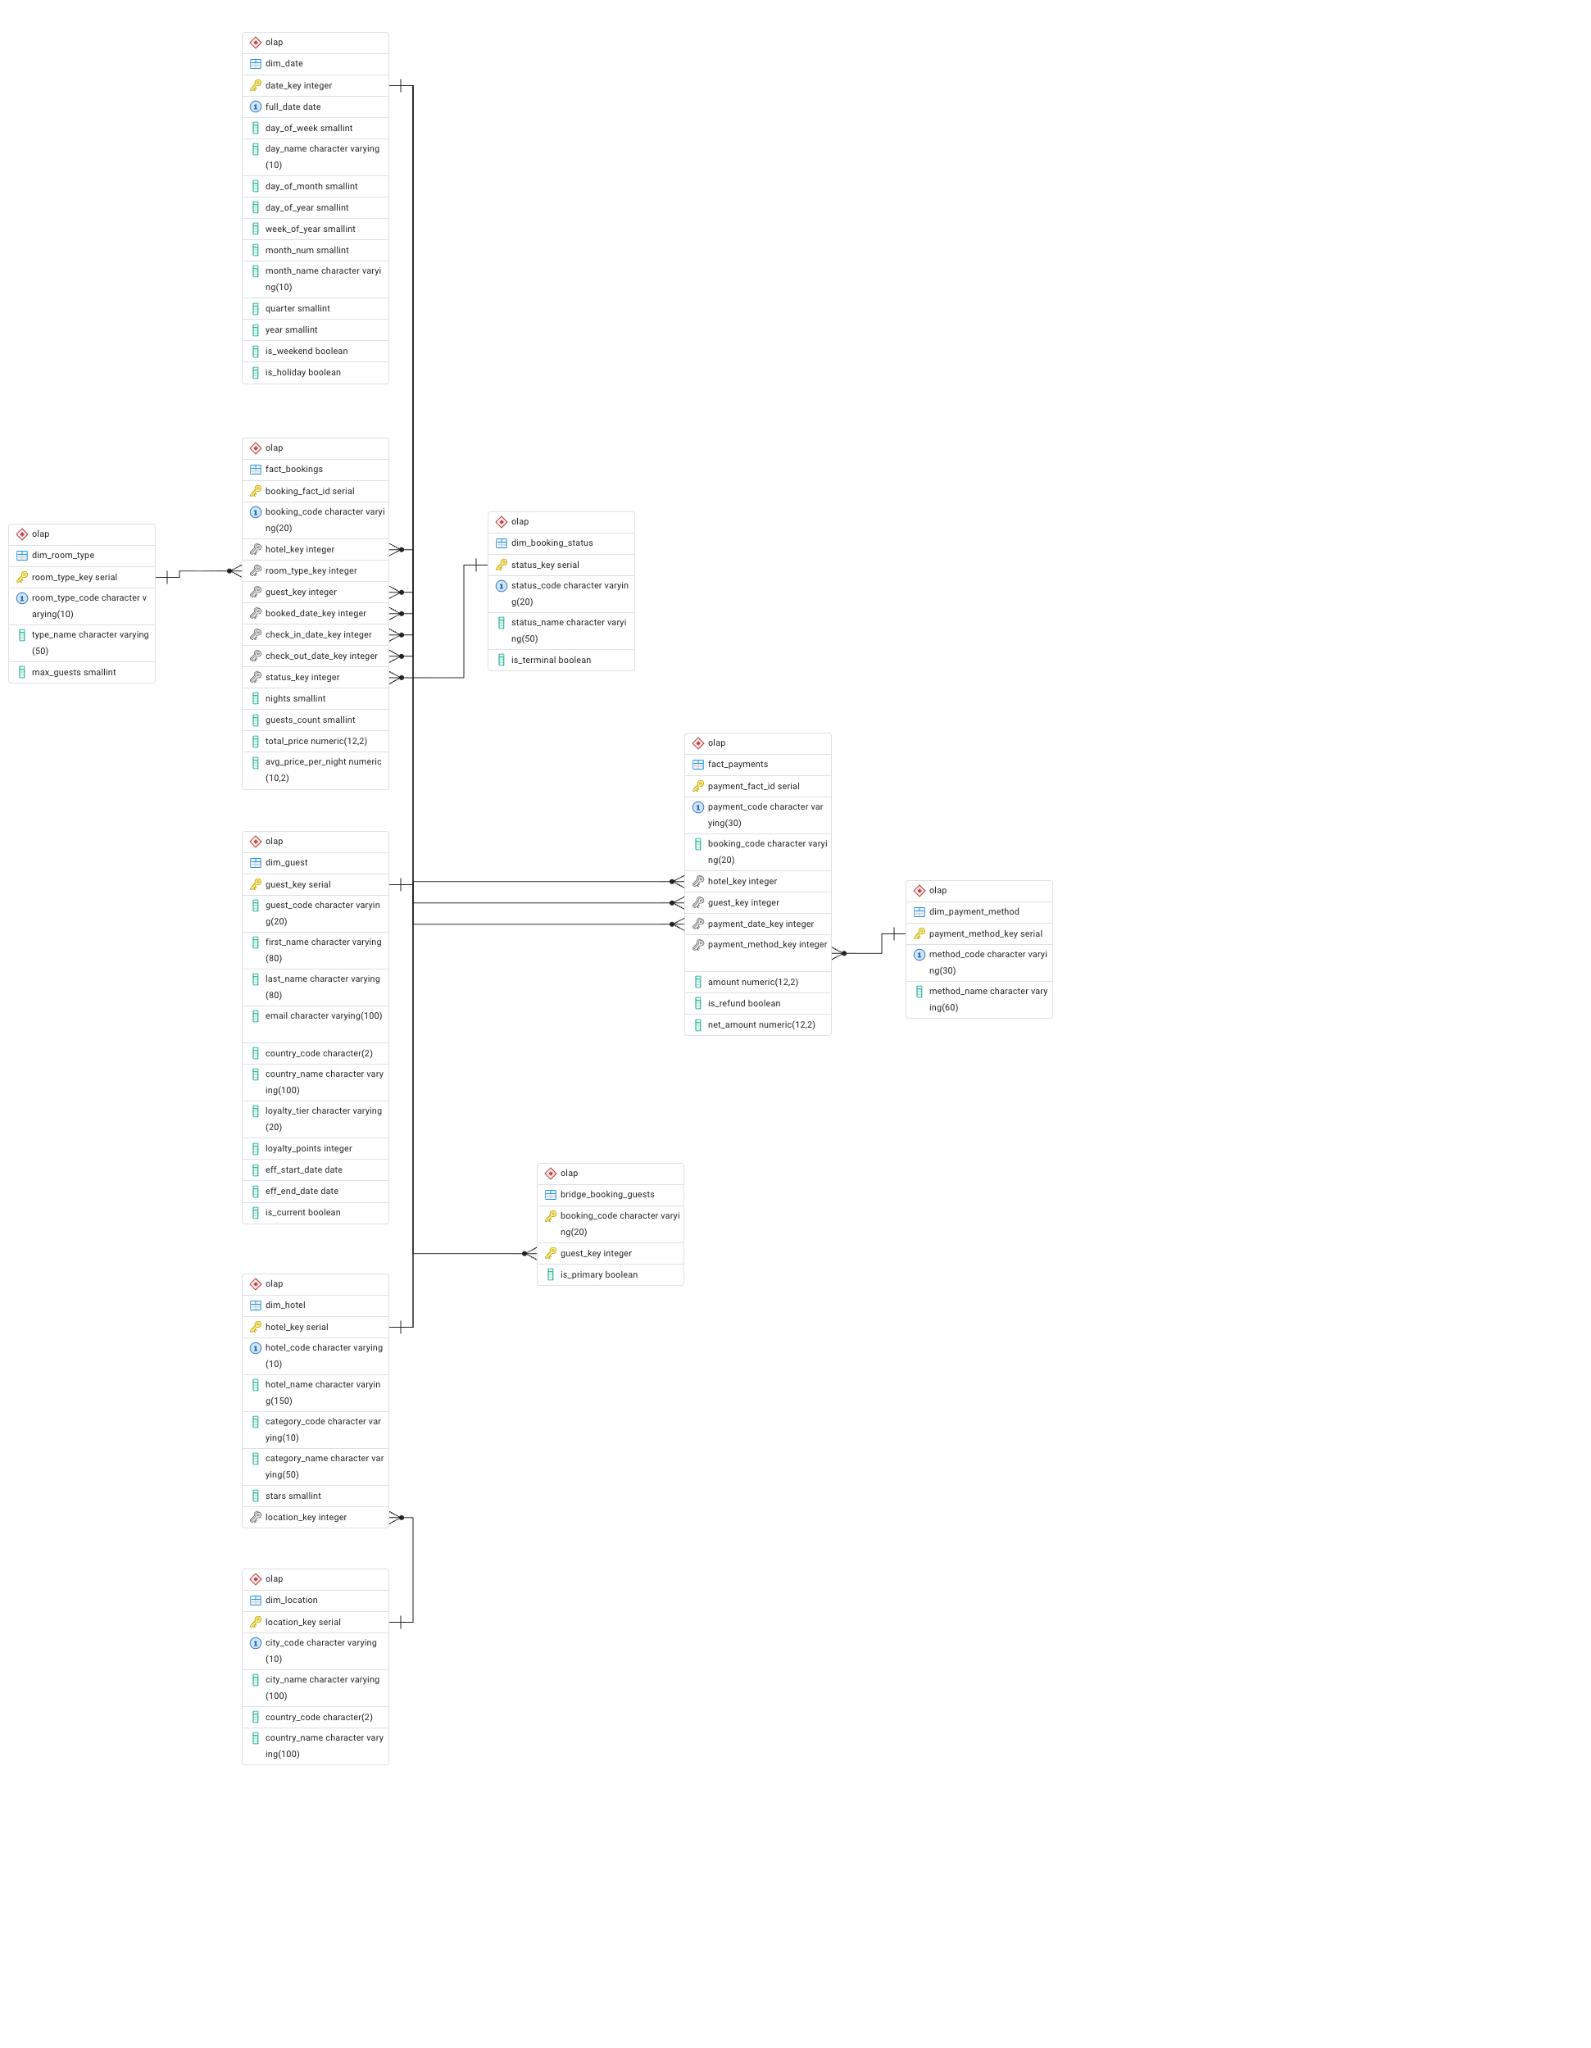 olap
dim_date
date_key integer
full_date date
day_of_week smallint
day_name character varying
(10)
day_of_month smallint
day_of_year smallint
week_of_year smallint
month_num smallint
month_name character varyi
ng(10)
quarter smallint
year smallint
is_weekend boolean
is_holiday boolean
olap
dim_room_type
room_type_key serial
1
room_type_code character v
arying(10)
type_name character varying
(50)
max_guests smallint
olap
fact_bookings
booking_fact_id serial
booking_code character varyi
ng(20)
hotel_key integer
room_type_key integer
guest_key integer
booked_date_key integer
check_in_date_key integer
check_out_date_key integer
status_key integer
nights smallint
guests_count smallint
total_price numeric(12,2)
avg_price_per_night numeric
(10,2)
olap
dim_booking_status
status_key serial
status_code character varyin
g(20)
status_name character varyi
ng(50)
is_terminal boolean
olap
fact_payments
payment_fact_id serial
payment_code character var
ying(30)
booking_code character varyi
ng(20)
hotel_key integer
guest_key integer
payment_date_key integer
payment_method_key integer
amount numeric(12,2)
is_refund boolean
net_amount numeric(12,2)
olap
dim_payment_method
payment_method_key serial
method_code character varyi
ng(30)
method_name character vary
ing(60)
olap
dim_guest
guest_key serial
guest_code character varyin
g(20)
first_name character varying
(80)
last_name character varying
(80)
email character varying(100)
country_code character(2)
country_name character vary
ing(100)
loyalty_tier character varying
(20)
loyalty_points integer
eff_start_date date
eff_end_date date
is_current boolean
olap
bridge_booking_guests
booking_code character varyi
ng(20)
guest_key integer
is_primary boolean
olap
dim_hotel
hotel_key serial
hotel_code character varying
(10)
hotel_name character varyin
g(150)
category_code character var
ying(10)
category_name character var
ying(50)
stars smallint
location_key integer
olap
dim_location
location_key serial
city_code character varying
(10)
city_name character varying
(100)
country_code character(2)
country_name character vary
ing(100)